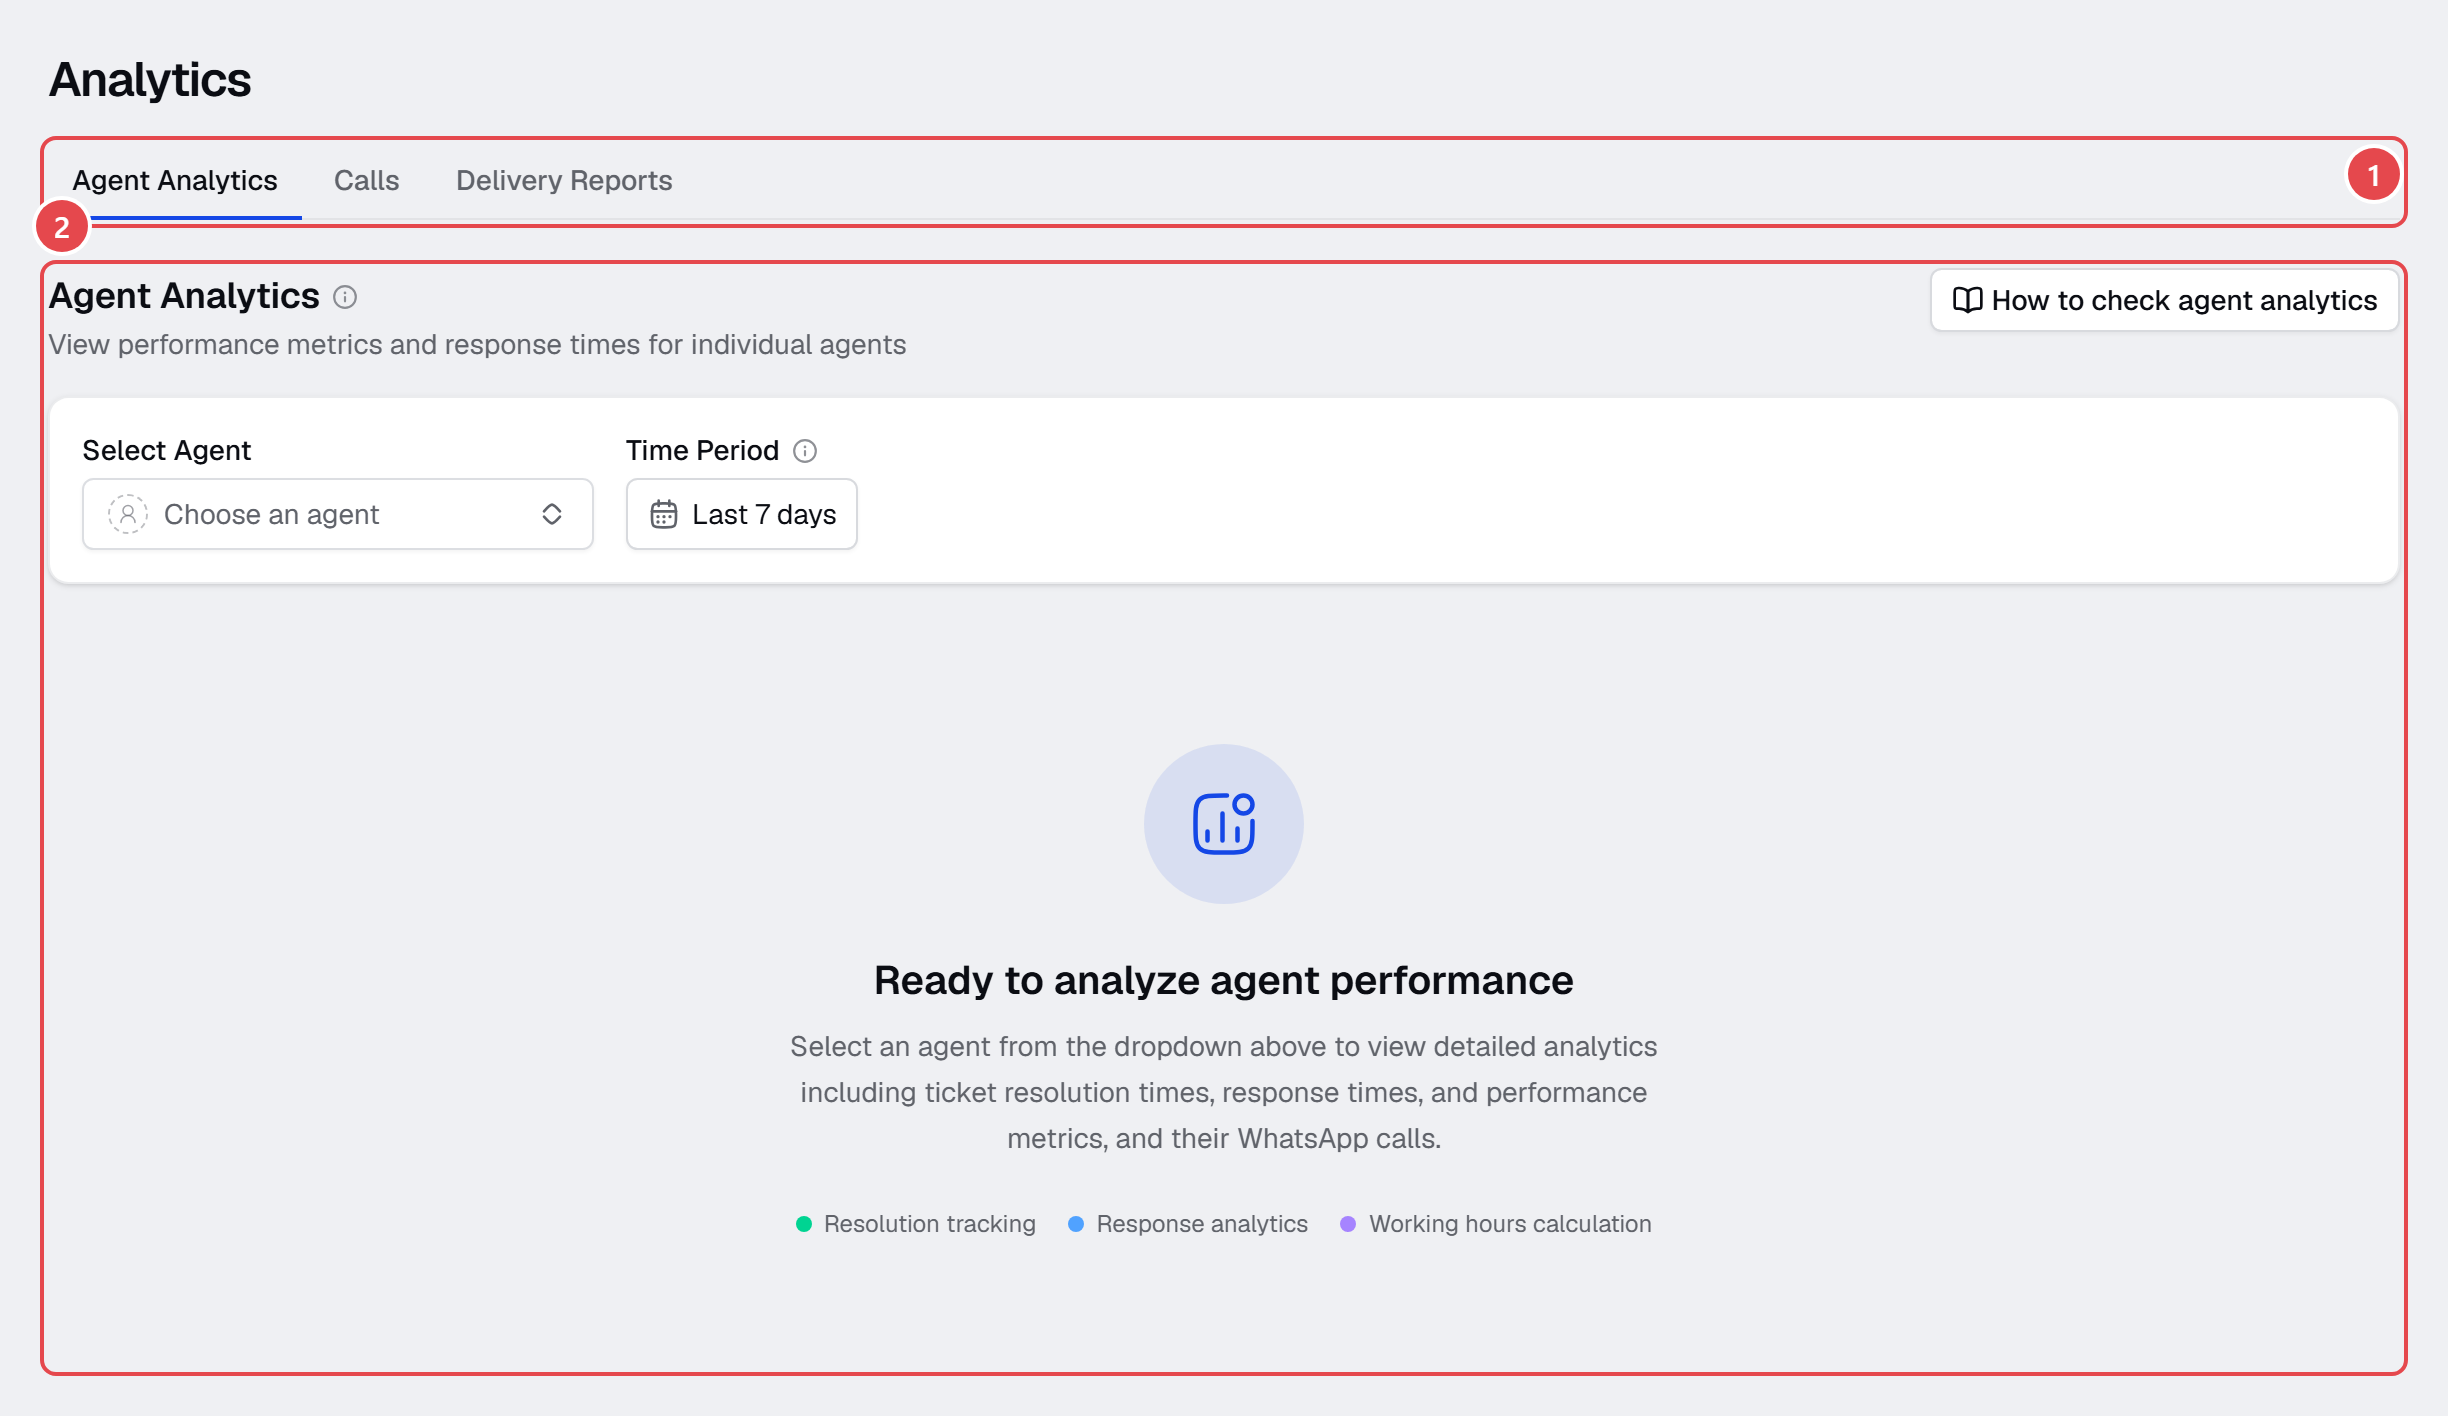 Analytics
Agent Analytics
Calls
Delivery Reports
1
2
Agent Analytics
How to check agent analytics
View performance metrics and response times for individual agents
Select Agent
Time Period
Choose an agent
Last 7 days
Ready to analyze agent performance
Select an agent from the dropdown above to view detailed analytics
including ticket resolution times, response times, and performance
metrics, and their WhatsApp calls.
Resolution tracking
Response analytics
Working hours calculation